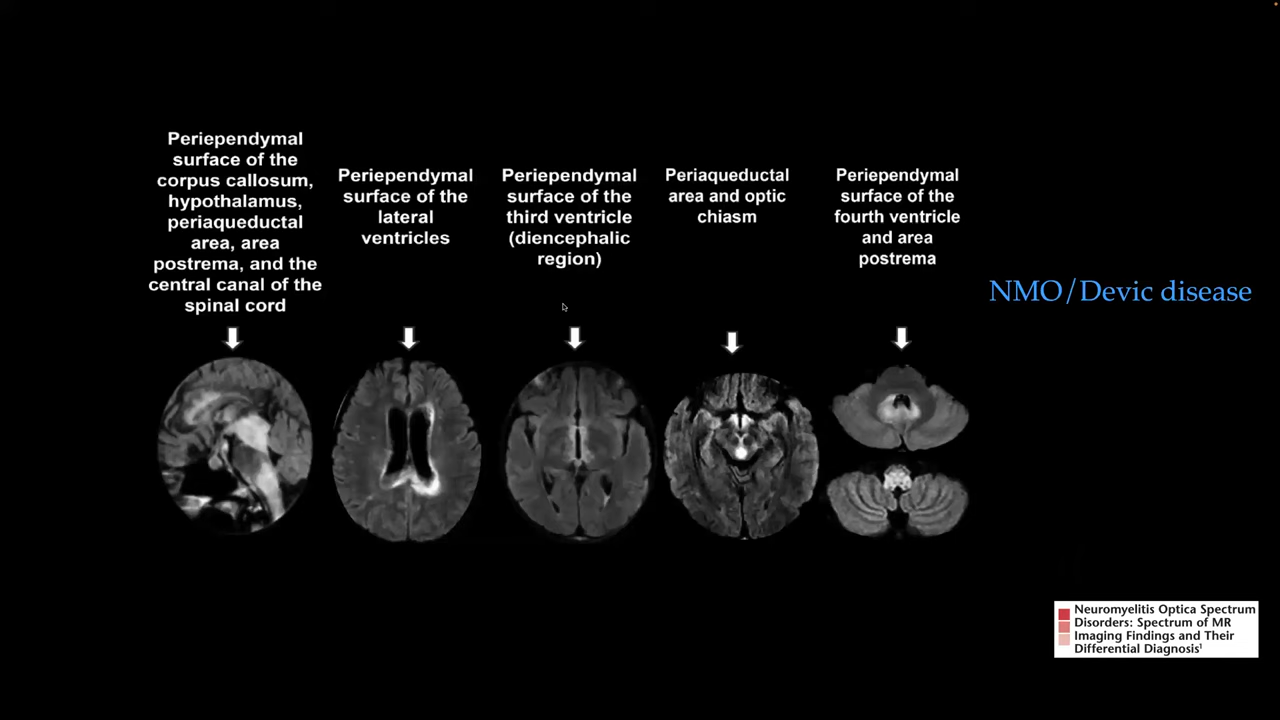 Periependymal
surface of the
corpus callosum,
hypothalamus,
periaqueductal
area, area
postrema, and the
central canal of the
spinal cord
Periependymal
surface of the
lateral
ventricles
Periependymal
surface of the
third ventricle
(diencephalic
region)
Periaqueductal
area and optic
chiasm
Periependymal
surface of the
fourth ventricle
and area
postrema
NMO/Devic disease
Neuromyelitis Optica Spectrum
Disorders: Spectrum of MR
Imaging Findings and Their
Differential Diagnosis¹